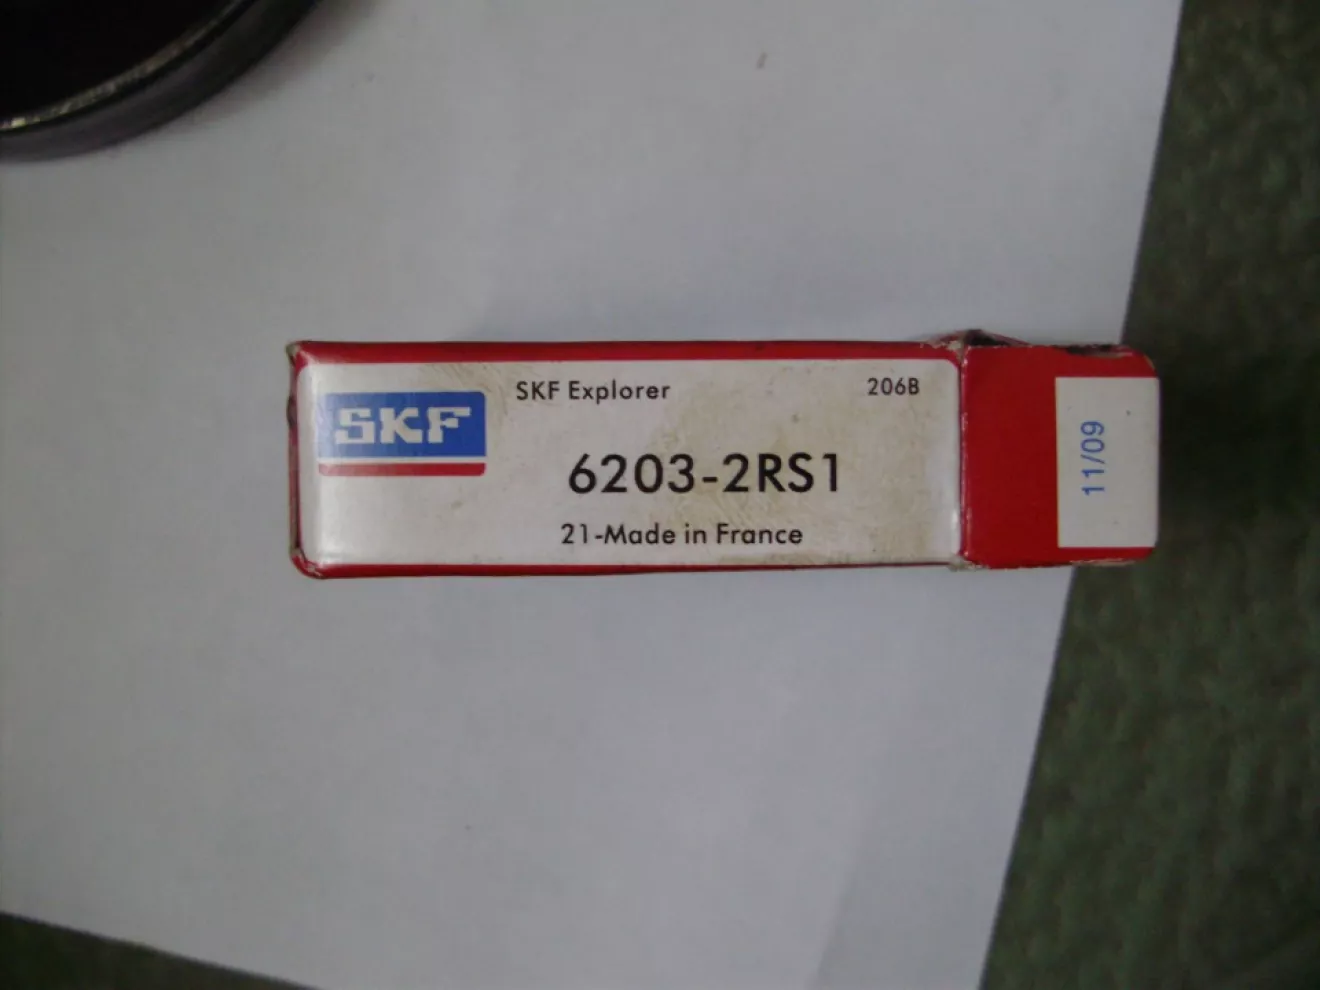 SKF
SKF Explorer
206B
6203-2RS1
21-Made in France
11/09